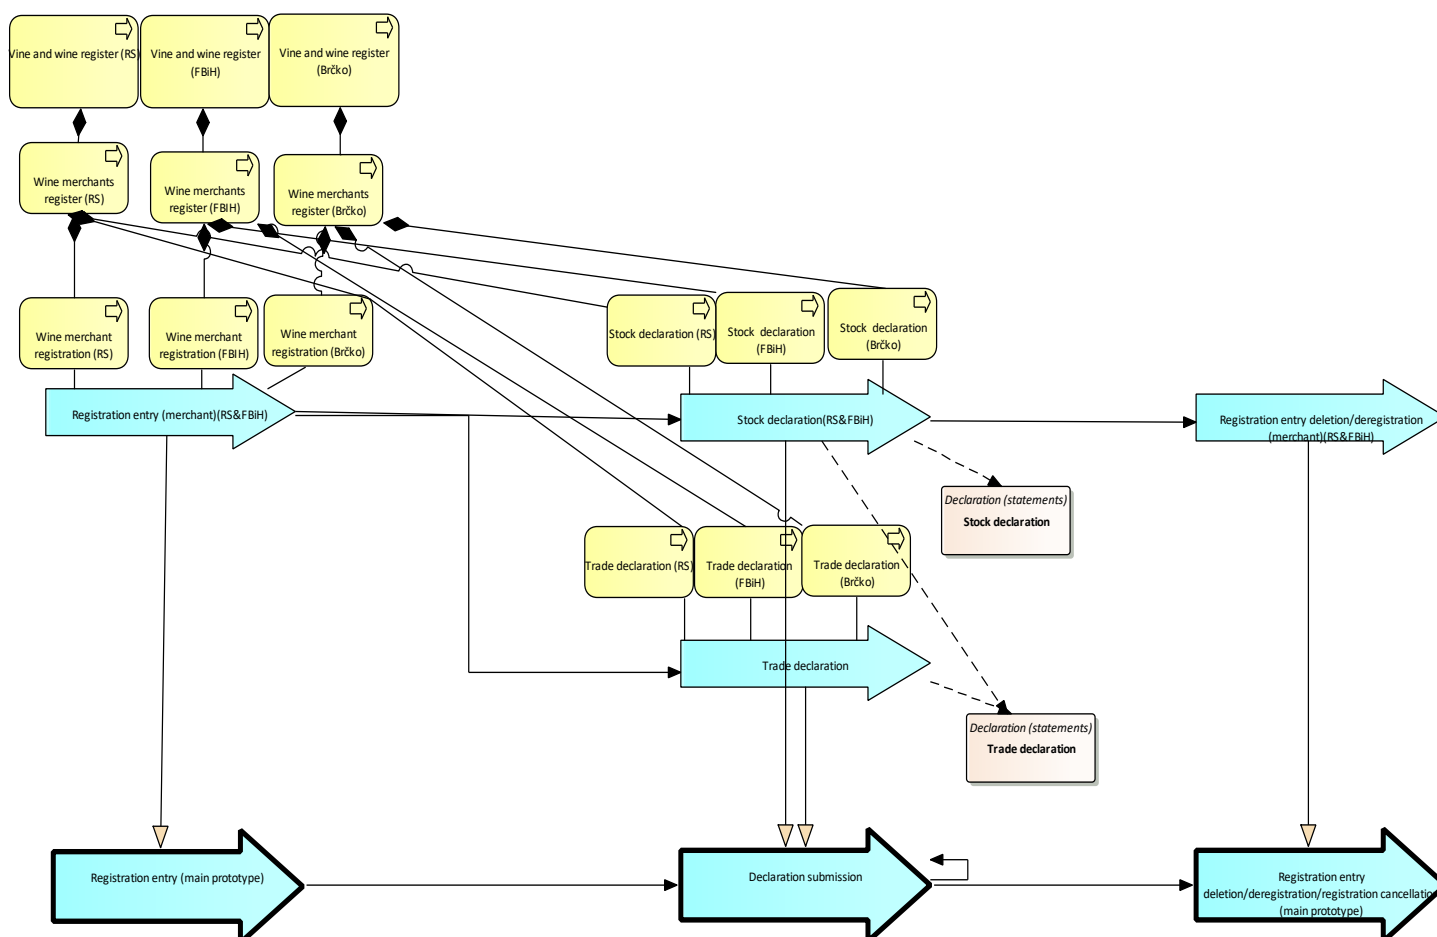 Vine and wine register (RS)
Vine and wine register
(FBiH)
Vine and wine register
(Brčko)
Wine merchants
register (RS)
Wine merchants
register (FBIH)
Wine merchants
register (Brčko)
Wine merchant
registration (RS)
Wine merchant
registration (FBIH)
Wine merchant
registration (Brčko)
Stock declaration (RS)
Stock declaration
(FBiH)
Stock declaration
(Brčko)
Registration entry (merchant)(RS&FBiH)
Stock declaration(RS&FBiH)
Registration entry deletion/deregistration
(merchant)(RS&FBiH)
Declaration (statements)
Stock declaration
Trade declaration (RS)
Trade declaration
(FBiH)
Trade declaration
(Brčko)
Trade declaration
Declaration (statements)
Trade declaration
Registration entry (main prototype)
Declaration submission
Registration entry
deletion/deregistration/registration cancellatio
(main prototype)